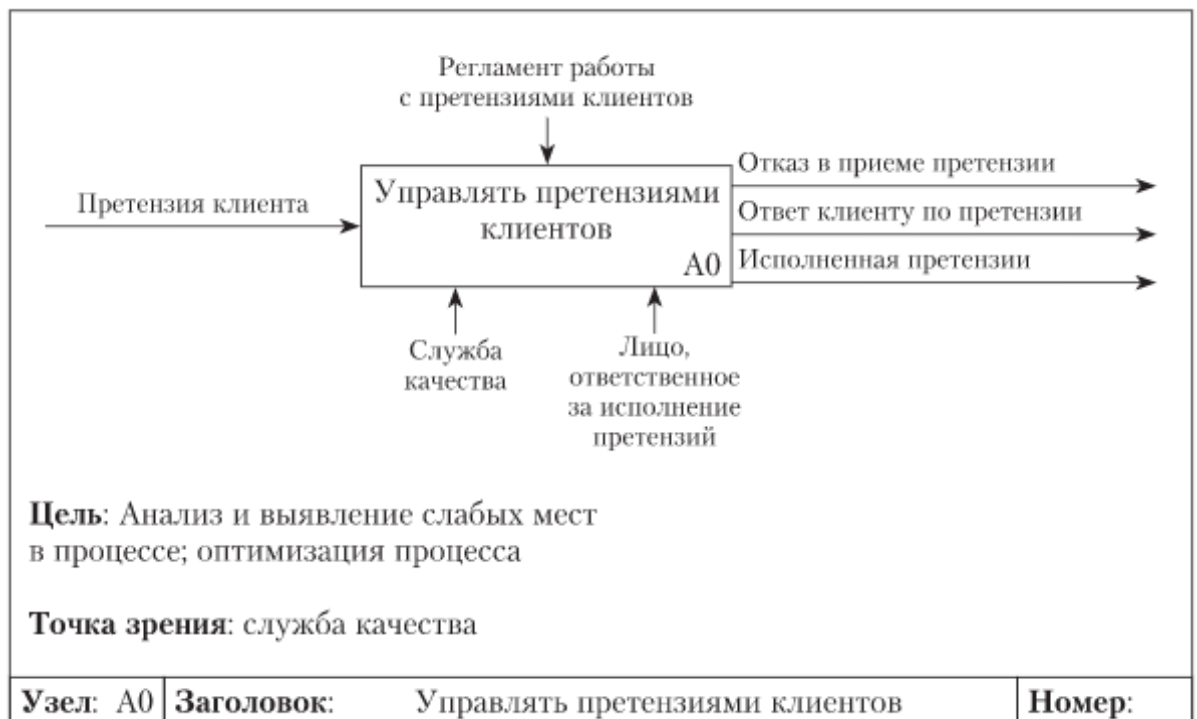 Регламент работы
с претензиями клиентов
Претензия клиента
Управлять претензиями
клиентов
А0
Отказ в приеме претензии
Ответ клиенту по претензии
Исполненная претензии
Служба
качества
Лицо,
ответственное
за исполнение
претензий
Цель: Анализ и выявление слабых мест
в процессе; оптимизация процесса
Точка зрения: служба качества
Узел: А0 Заголовок: Управлять претензиями клиентов Номер: